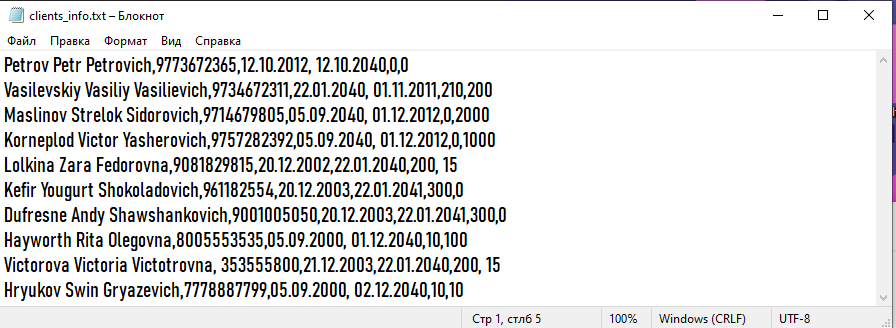 clients_info.txt – Блокнот
Файл Правка Формат Вид Справка
Petrov Petr Petrovich,9773672365,12.10.2012, 12.10.2040,0,0
Vasilevskiy Vasiliy Vasilievich,9734672311,22.01.2040, 01.11.2011,210,200
Maslinov Strelok Sidorovich,9714679805,05.09.2040, 01.12.2012,0,2000
Korneplod Victor Yasherovich,9757282392,05.09.2040, 01.12.2012,0,1000
Lolkina Zara Fedorovna,9081829815,20.12.2002,22.01.2040,200, 15
Kefir Yougurt Shokoladovich,961182554,20.12.2003,22.01.2041,300,0
Dufresne Andy Shawshankovich,9001005050,20.12.2003,22.01.2041,300,0
Hayworth Rita Olegovna,8005553535,05.09.2000, 01.12.2040,10,100
Victorova Victoria Victotrovna, 353555800,21.12.2003,22.01.2040,200, 15
Hryukov Swin Gryazevich,7778887799,05.09.2000, 02.12.2040,10,10
Стр 1, стлб 5 100% Windows (CRLF) UTF-8